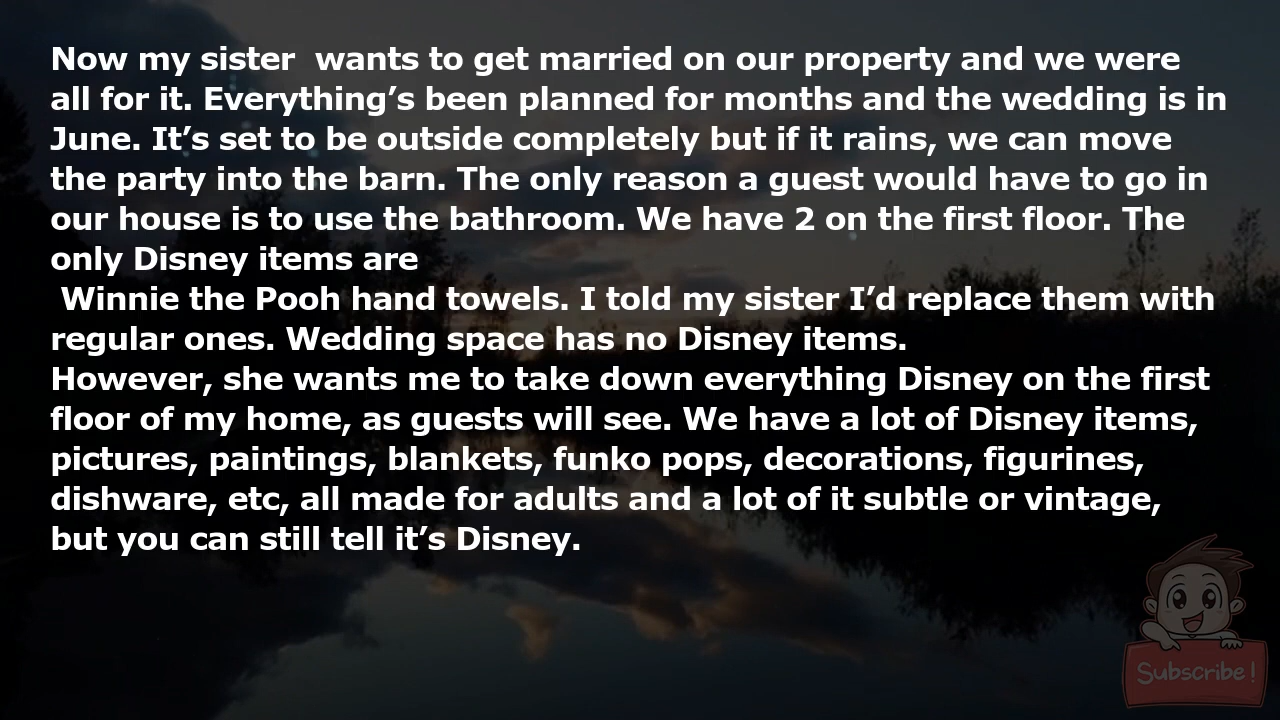 Now my sister  wants to get married on our property and we were
all for it. Everything’s been planned for months and the wedding is in
June. It’s set to be outside completely but if it rains, we can move
the party into the barn. The only reason a guest would have to go in
our house is to use the bathroom. We have 2 on the first floor. The
only Disney items are
 Winnie the Pooh hand towels. I told my sister I’d replace them with
regular ones. Wedding space has no Disney items.
However, she wants me to take down everything Disney on the first
floor of my home, as guests will see. We have a lot of Disney items,
pictures, paintings, blankets, funko pops, decorations, figurines,
dishware, etc, all made for adults and a lot of it subtle or vintage,
but you can still tell it’s Disney.
Subscribe!